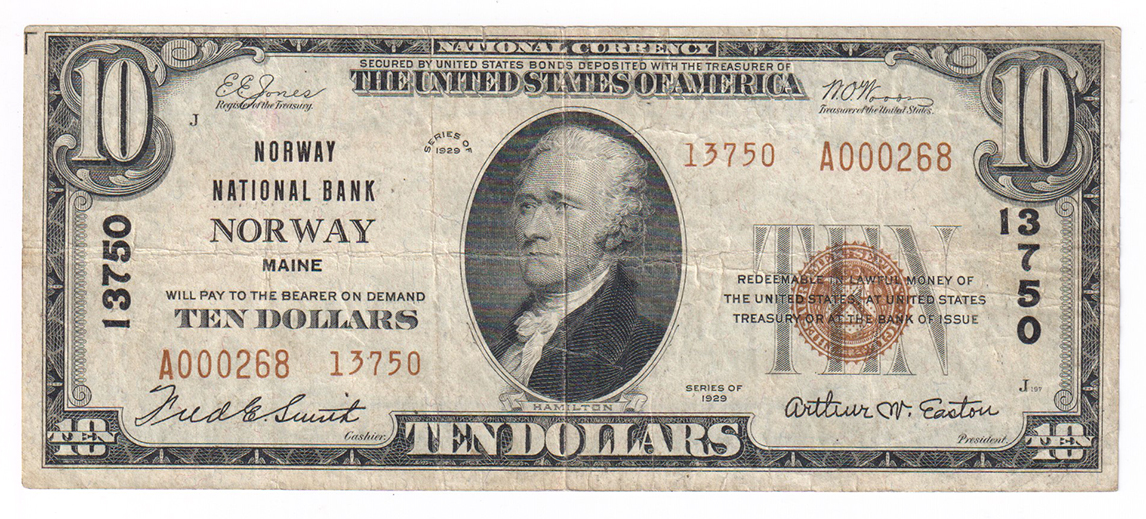 NATIONAL CURRENCY
SECURED BY UNITED STATES BONDS DEPOSITED WITH THE TREASURER OF
THE UNITED STATES OF AMERICA
10
10
E.E. Jones
Register of the Treasury.
W.O. Woods
Treasurer of the United States.
J
SERIES OF
1929
NORWAY
NATIONAL BANK
NORWAY
MAINE
13750 A000268
13750
13750
WILL PAY TO THE BEARER ON DEMAND
TEN DOLLARS
A000268 13750
TEN
REDEEMABLE IN LAWFUL MONEY OF
THE UNITED STATES, AT UNITED STATES
TREASURY OR AT THE BANK OF ISSUE
SERIES OF
1929
J 197
Fred E. Smith
Cashier.
HAMILTON
Arthur W. Easton
President.
TEN 10
TEN DOLLARS
TEN 10